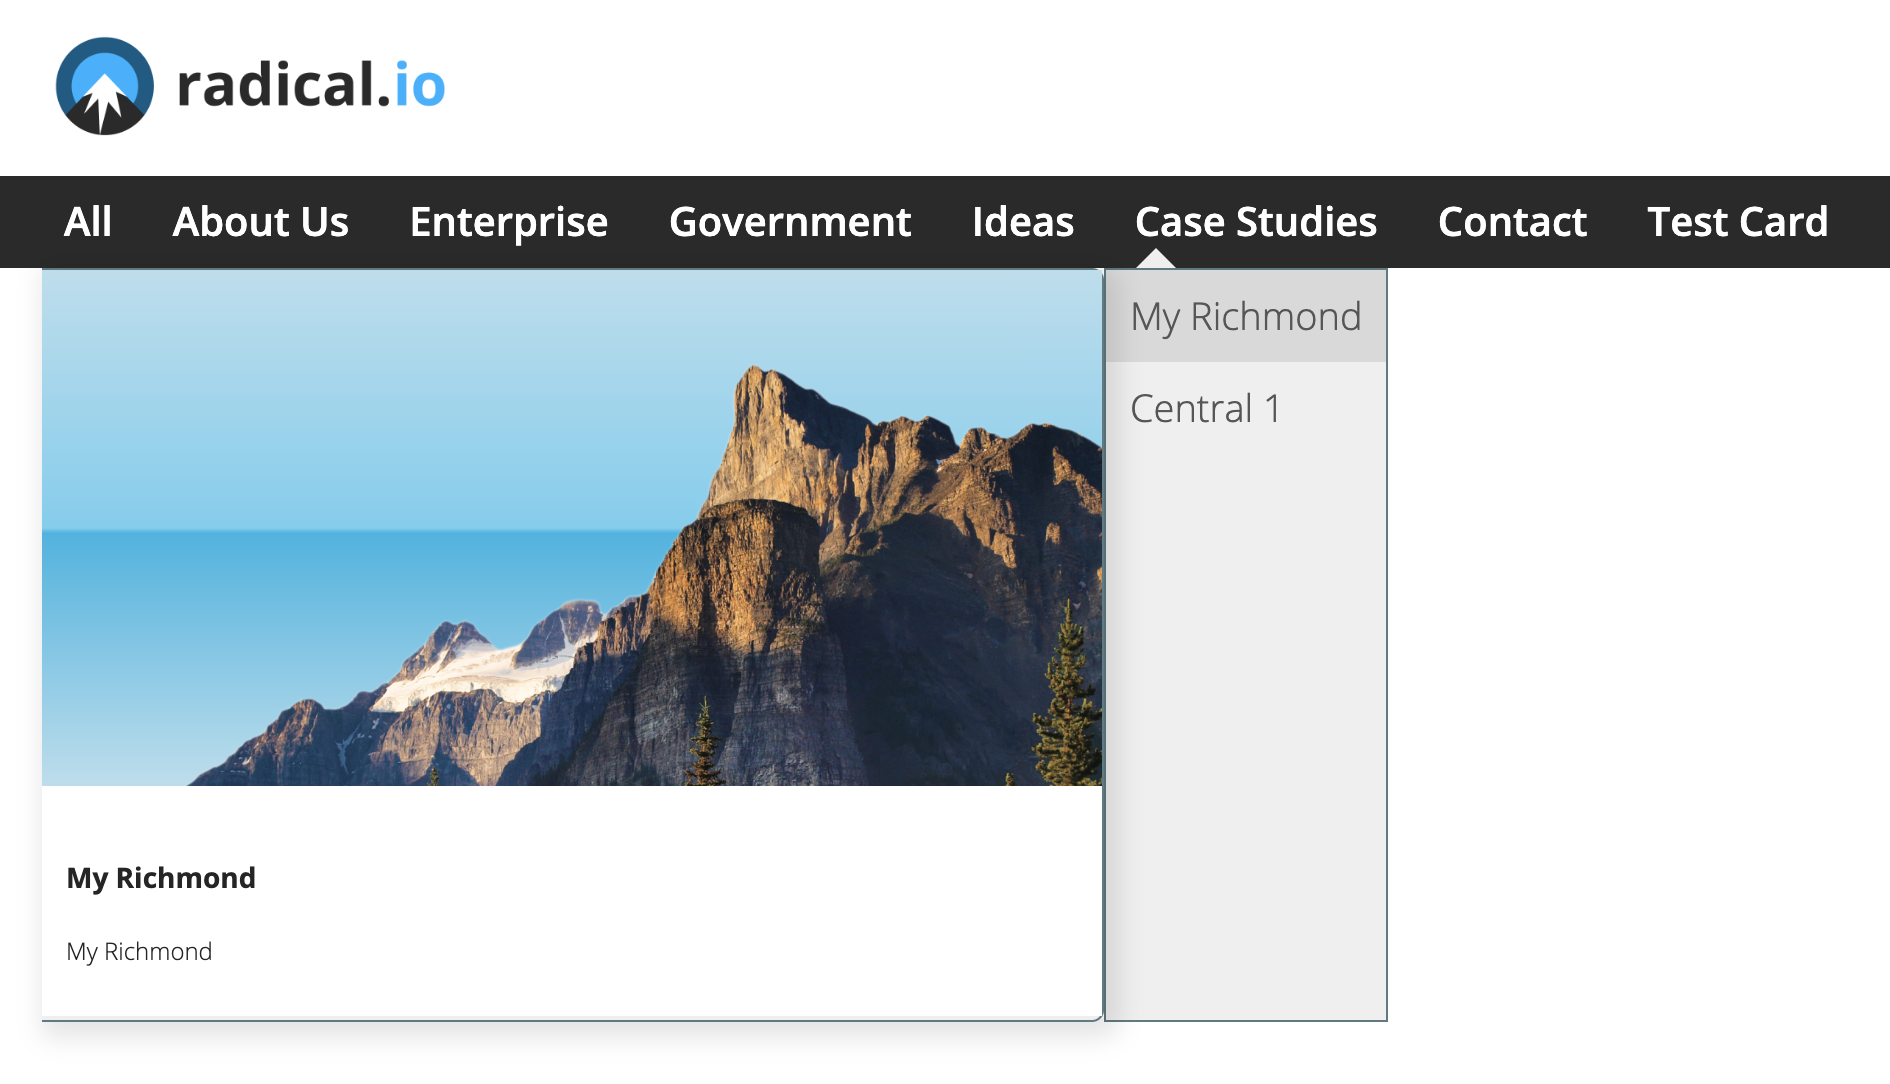 radical.io
All About Us Enterprise Government Ideas Case Studies Contact Test Card
My Richmond
Central 1
My Richmond
My Richmond